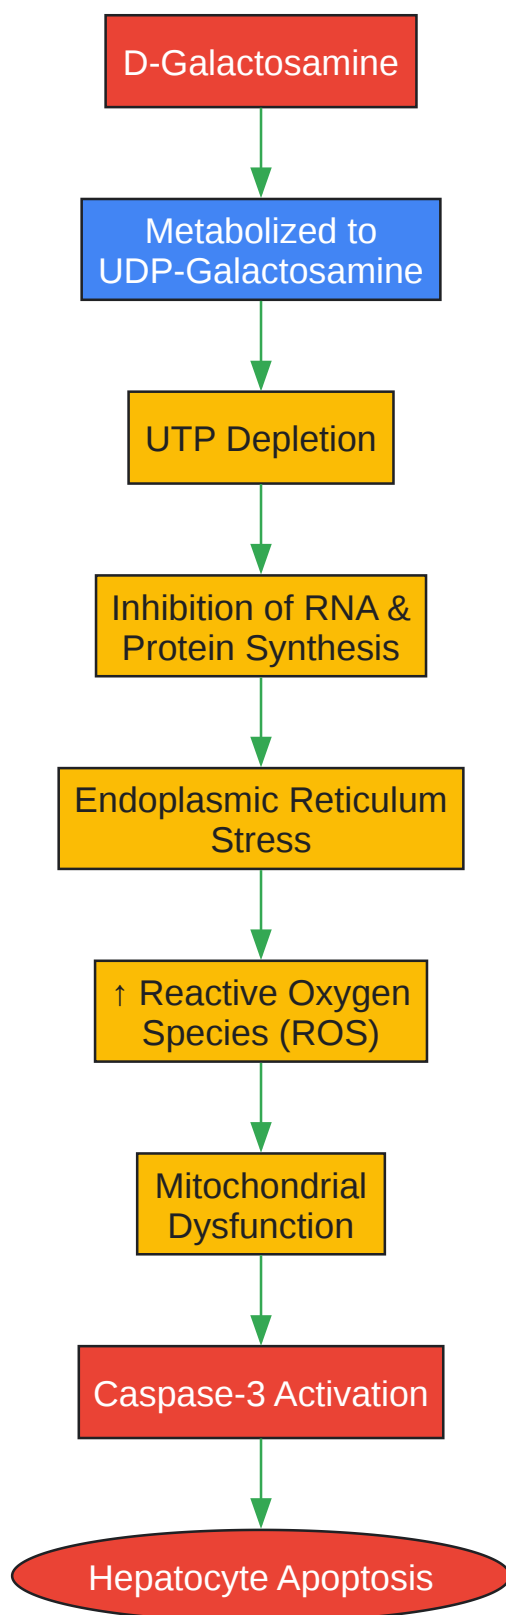 D-Galactosamine
Metabolized to
UDP-Galactosamine
UTP Depletion
Inhibition of RNA &
Protein Synthesis
Endoplasmic Reticulum
Stress
↑ Reactive Oxygen
Species (ROS)
Mitochondrial
Dysfunction
Caspase-3 Activation
Hepatocyte Apoptosis